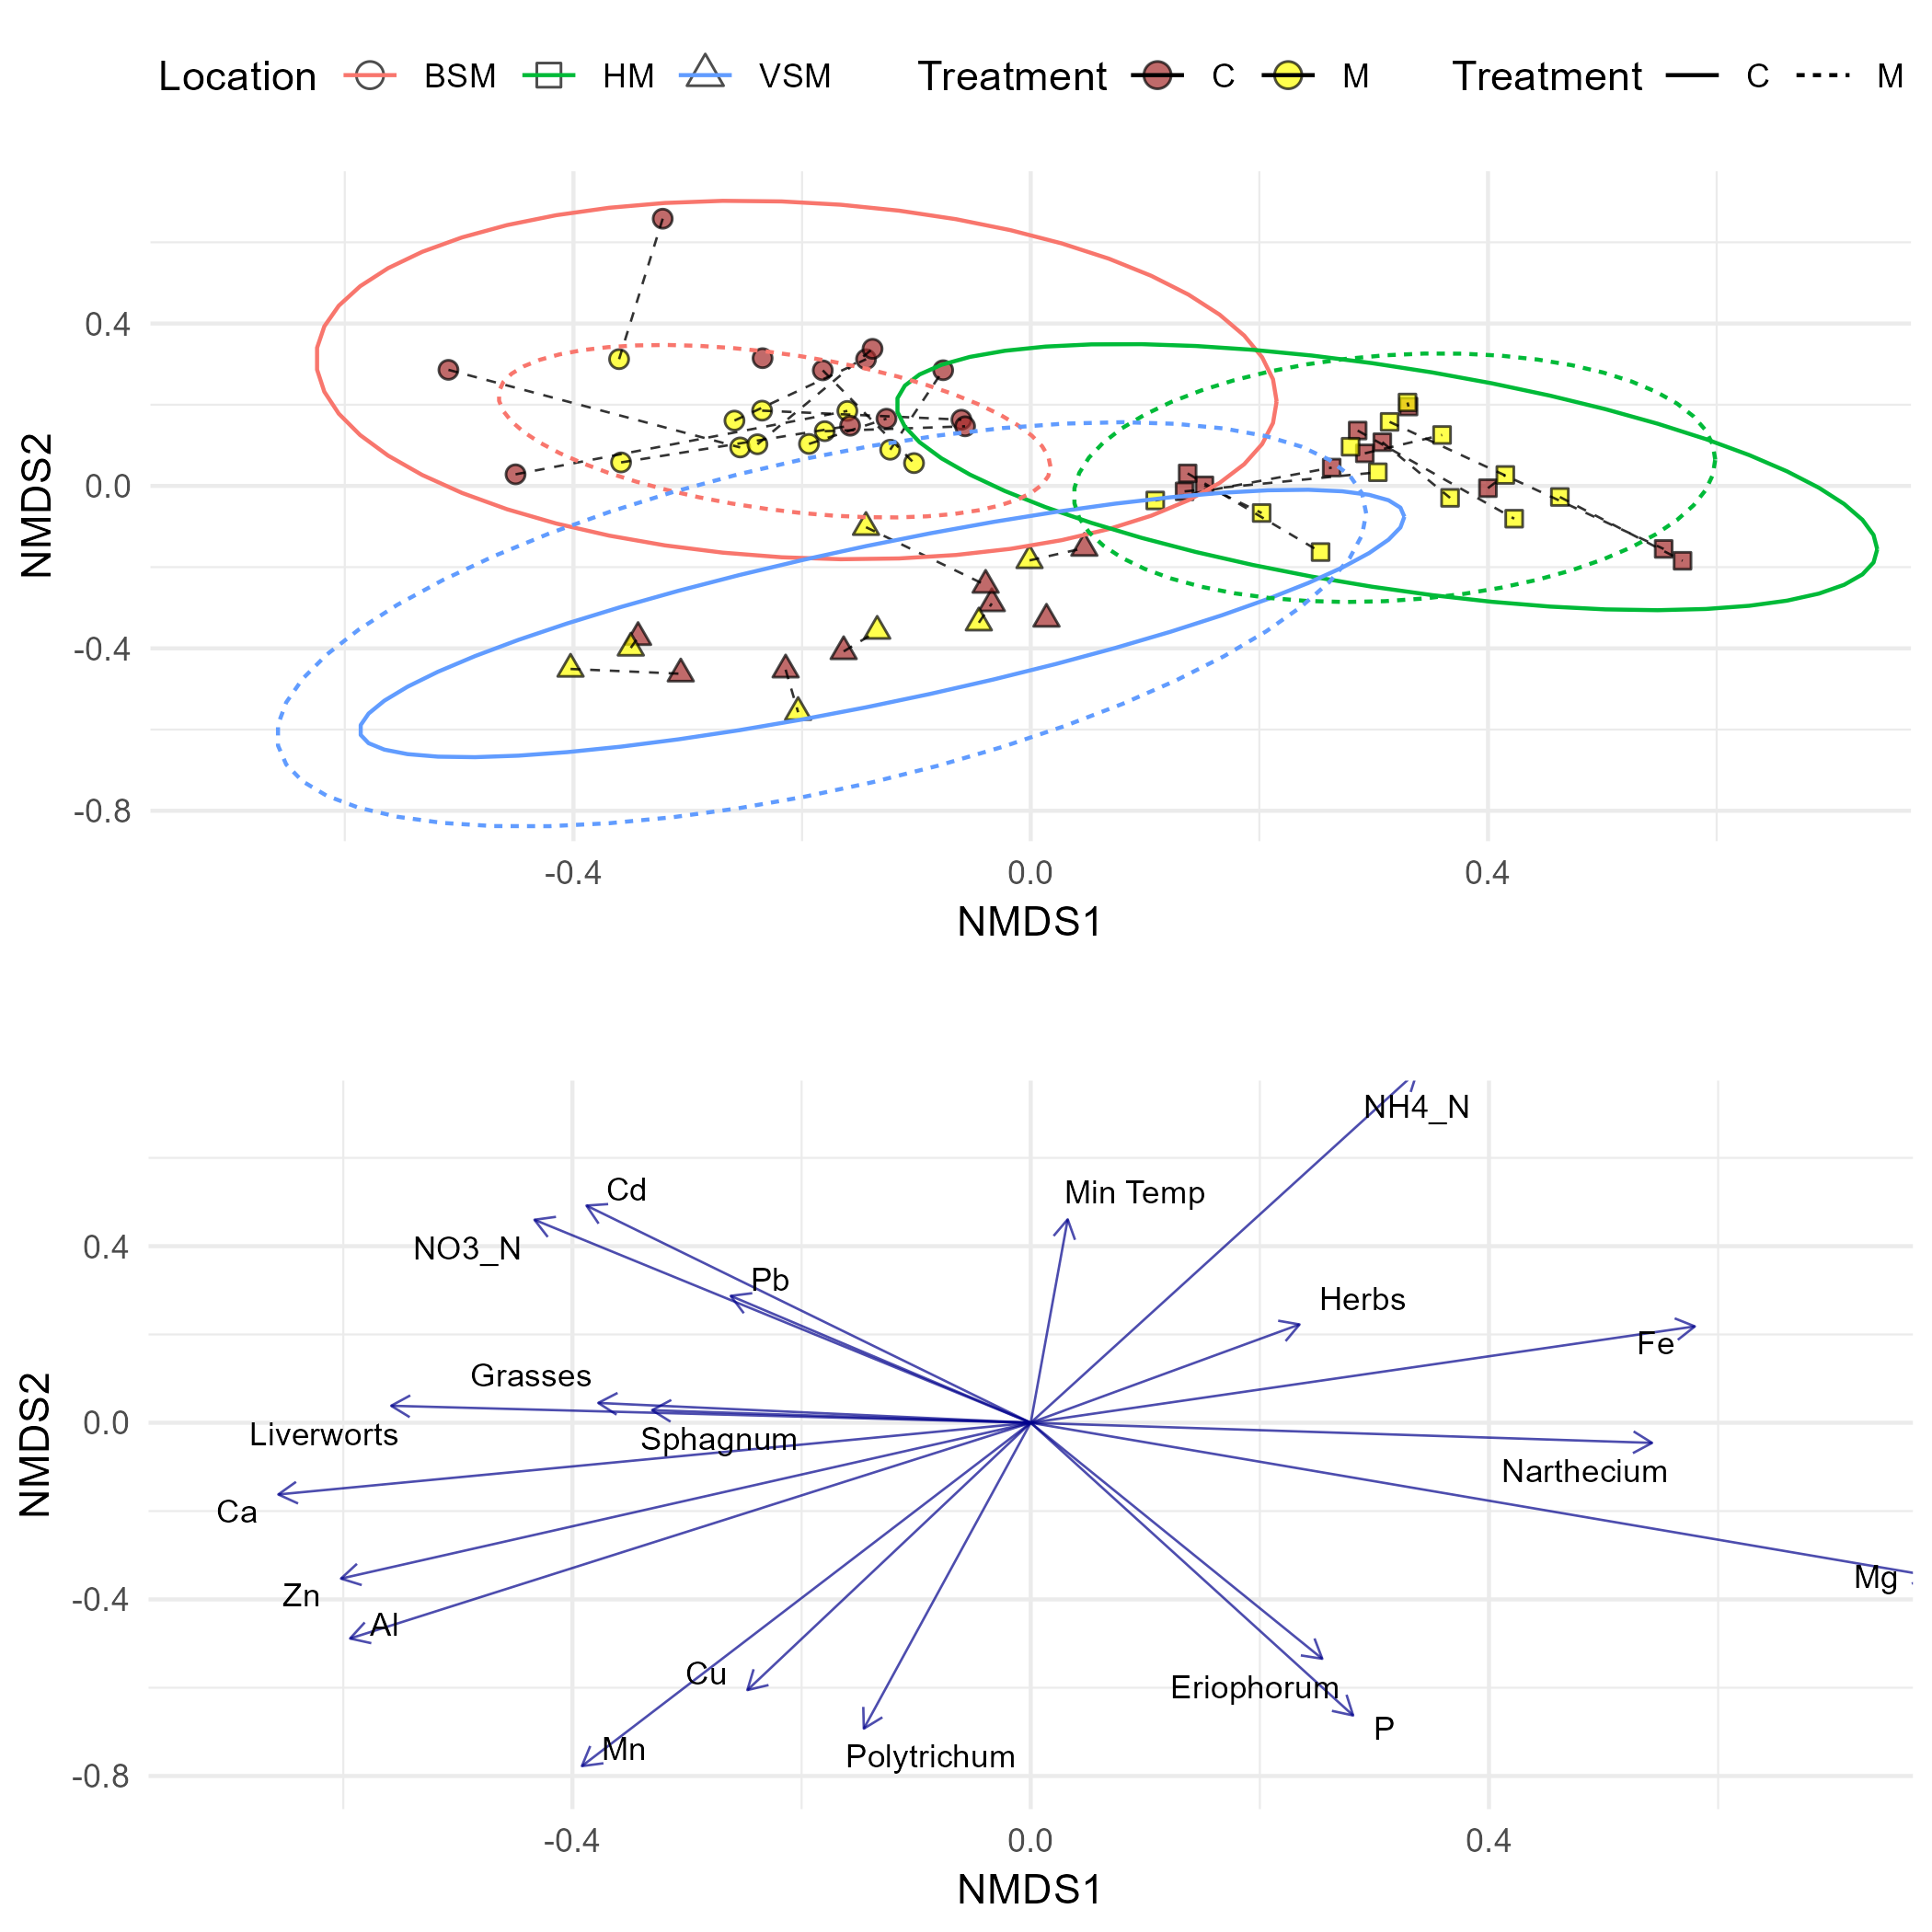 Location BSM HM VSM Treatment C M Treatment C M
0.4
0.0
-0.4
-0.8
NMDS2
-0.4 0.0 0.4
NMDS1
NH4_N
Cd
Min Temp
NO3_N
Pb
Herbs
Fe
Grasses
Liverworts
Sphagnum
Narthecium
Ca
Zn
Al
Mg
Cu
Eriophorum
P
Mn
Polytrichum
0.4
0.0
-0.4
-0.8
NMDS2
-0.4 0.0 0.4
NMDS1